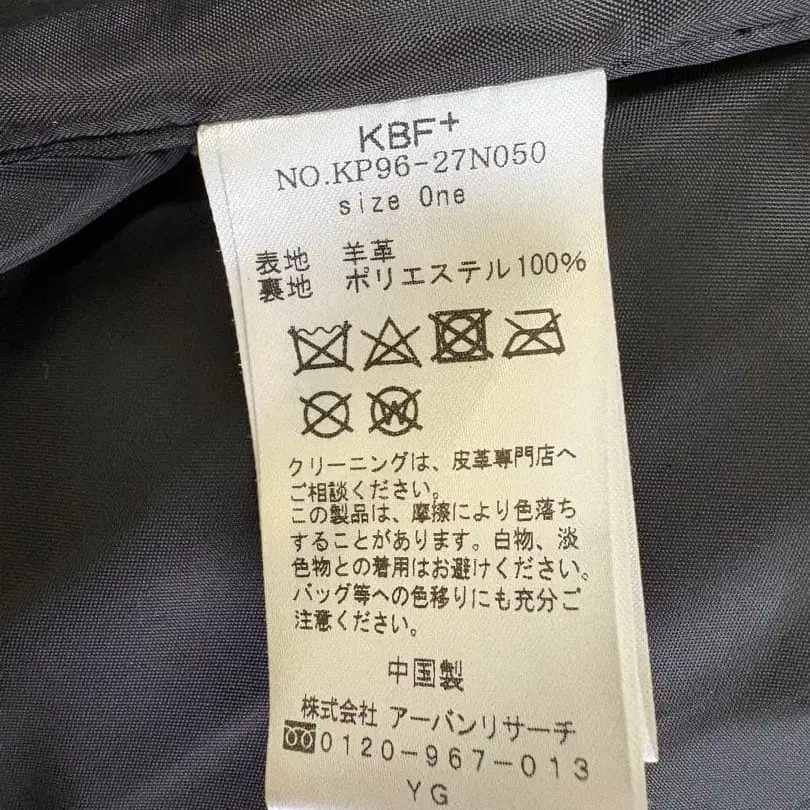 KBF+
NO.KP96-27N050
size One
表地 羊革
裏地 ポリエステル100%
クリーニングは、皮革専門店へ
ご相談ください。
この製品は、摩擦により色落ち
することがあります。白物、淡
色物との着用はお避けください。
バッグ等への色移りにも充分ご
注意ください。
中国製
株式会社 アーバンリサーチ
0120-967-013
YG